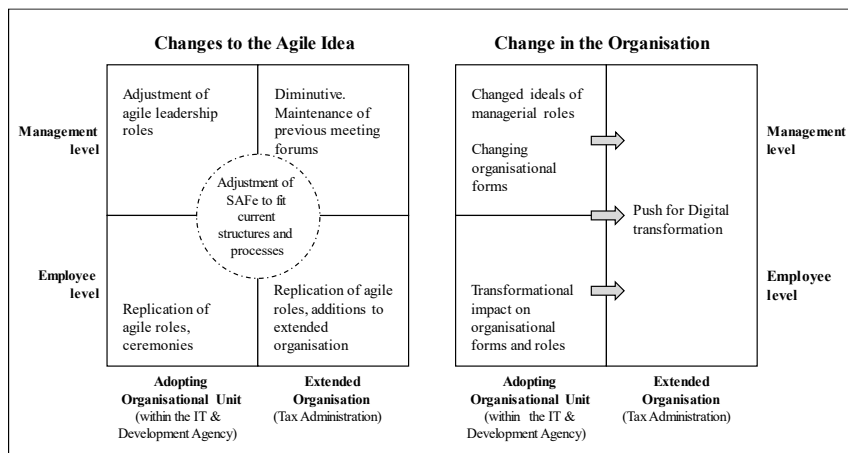 Changes to the Agile Idea
Management
level
Employee
level
Adjustment of
agile leadership
roles
Diminutive.
Maintenance of
previous meeting
forums
Adjustment of
SAFe to fit
current
structures and
processes
Replication of
agile roles,
ceremonies
Replication of agile
roles, additions to
extended
organisation
Adopting
Organisational Unit
(within the IT &
Development Agency)
Extended
Organisation
(Tax Administration)
Change in the Organisation
Changed ideals of
managerial roles
Changing
organisational
forms
Transformational
impact on
organisational
forms and roles
Push for Digital
transformation
Management
level
Employee
level
Adopting
Organisational Unit
(within the IT &
Development Agency)
Extended
Organisation
(Tax Administration)